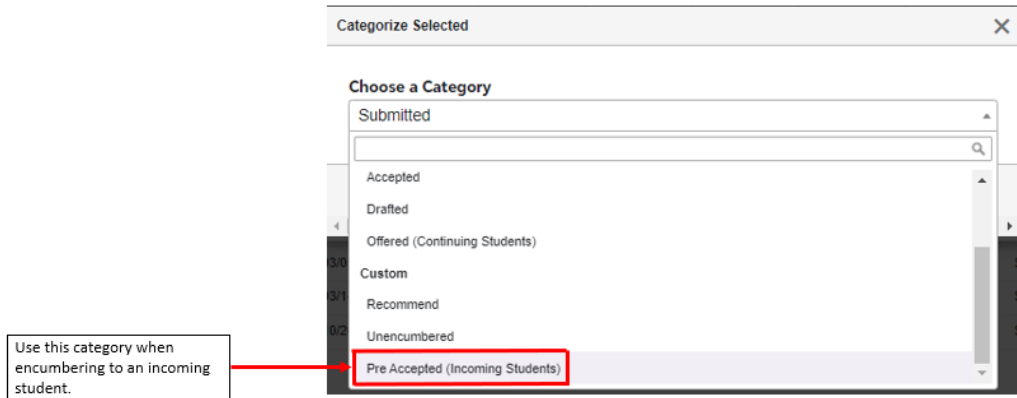 Categorize Selected
Choose a Category
Submitted
Accepted
Drafted
Offered (Continuing Students)
Custom
Recommend
Unencumbered
Pre Accepted (Incoming Students)
Use this category when
encumbering to an incoming
student.